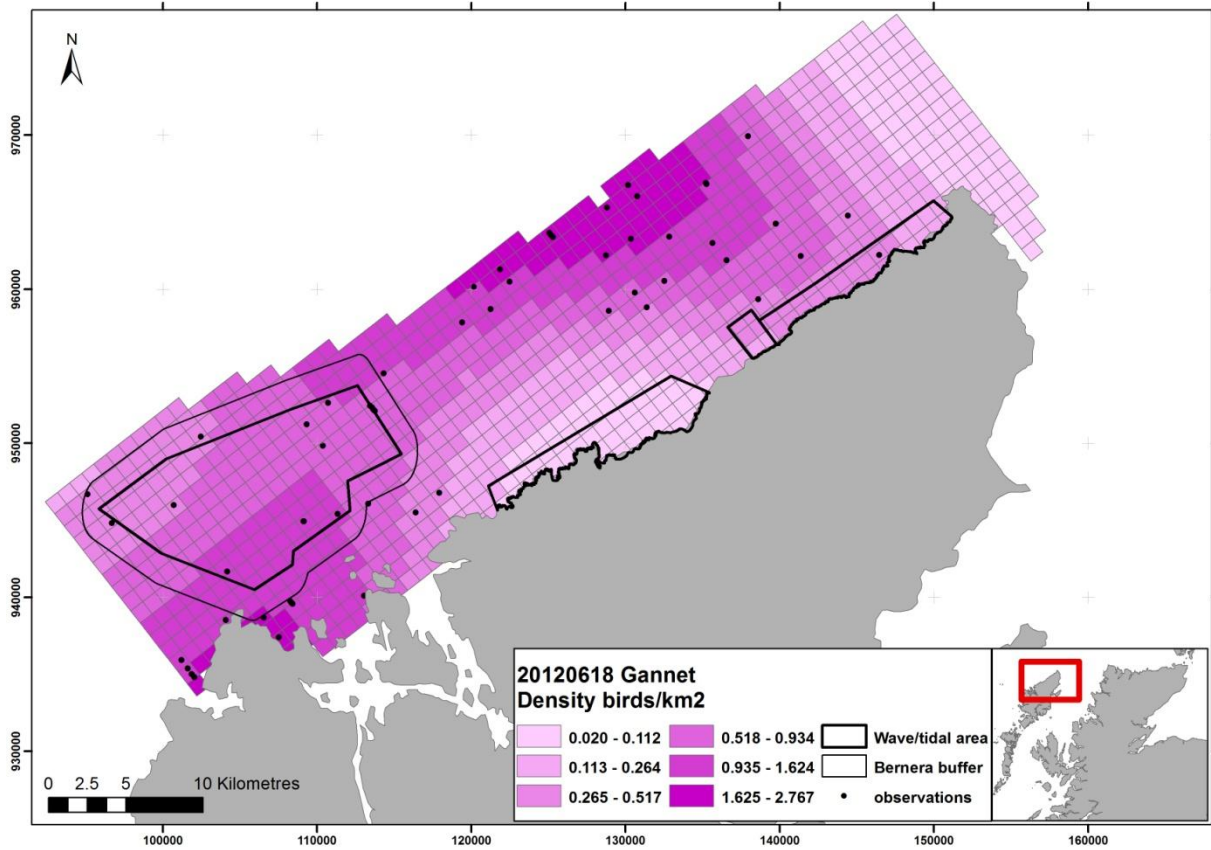 N
970000
960000
950000
940000
930000
20120618 Gannet
Density birds/km2
0.020 - 0.112
0.518 - 0.934
Wave/tidal area
0.113 - 0.264
0.935 - 1.624
Bernera buffer
0.265 - 0.517
1.625 - 2.767
observations
0 2.5 5 10 Kilometres
100000 110000 120000 130000 140000 150000 160000